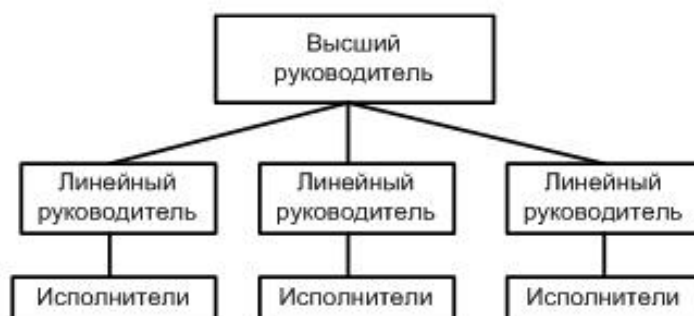 Высший
руководитель
Линейный
руководитель
Линейный
руководитель
Линейный
руководитель
Исполнители
Исполнители
Исполнители